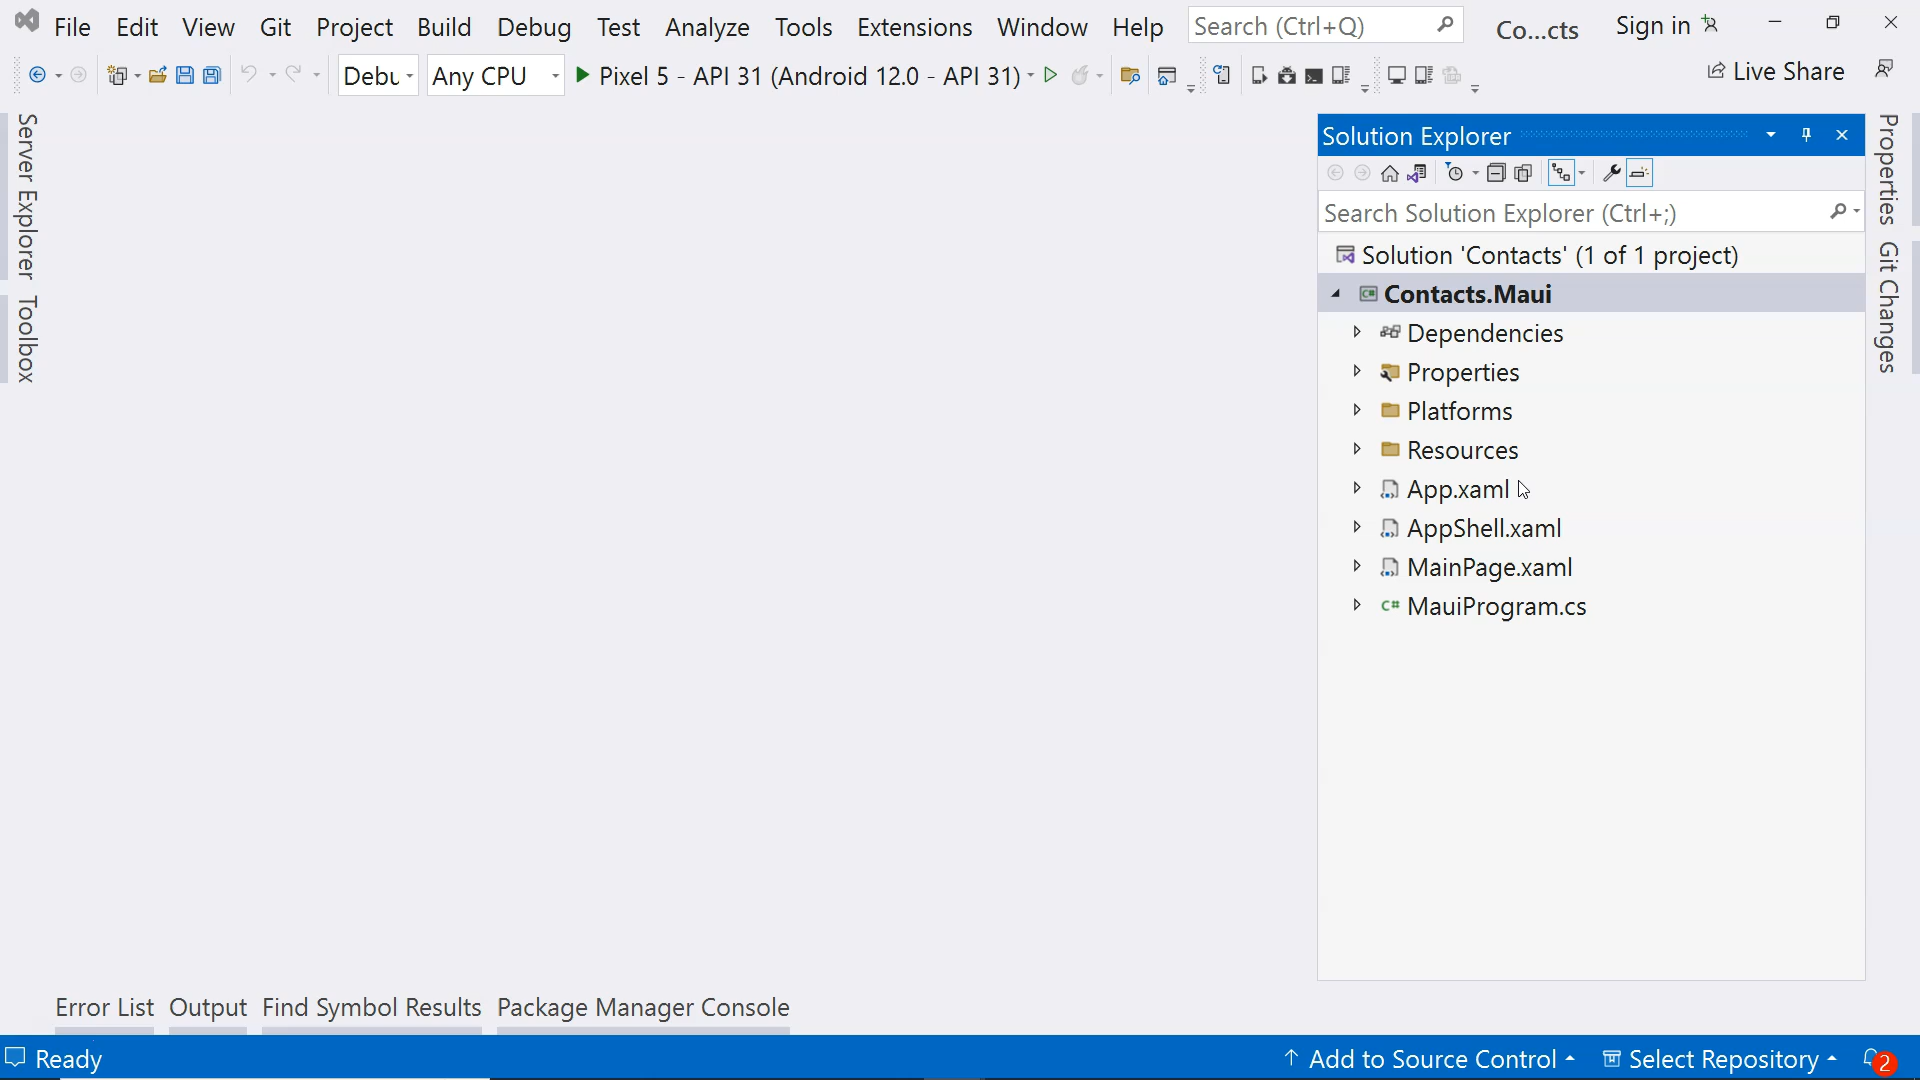 File Edit View Git Project Build Debug Test Analyze Tools Extensions Window Help Search (Ctrl+Q) Co...cts Sign in
Debu Any CPU Pixel 5 - API 31 (Android 12.0 - API 31) Live Share
Server Explorer
Toolbox
Solution Explorer
Search Solution Explorer (Ctrl+;)
Solution 'Contacts' (1 of 1 project)
C# Contacts.Maui
Dependencies
Properties
Platforms
Resources
App.xaml
AppShell.xaml
MainPage.xaml
C# MauiProgram.cs
Properties
Git Changes
Error List Output Find Symbol Results Package Manager Console
Ready Add to Source Control Select Repository 2